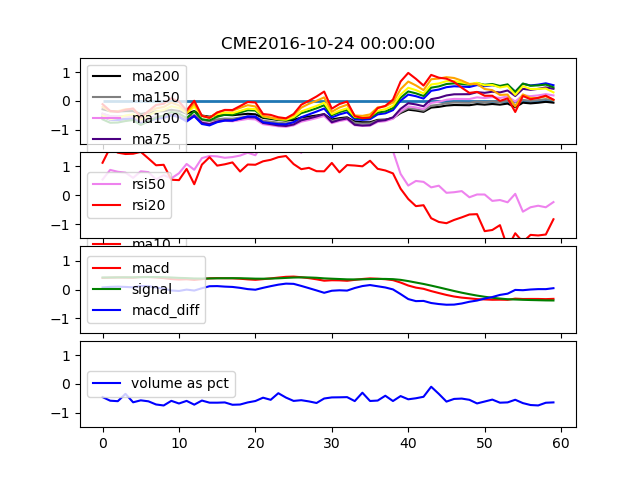 CME2016-10-24 00:00:00
1
0
−1
ma200
ma150
ma100
ma75
1
0
−1
rsi50
rsi20
ma10
1
0
−1
macd
signal
macd_diff
1
0
−1
volume as pct
0 10 20 30 40 50 60